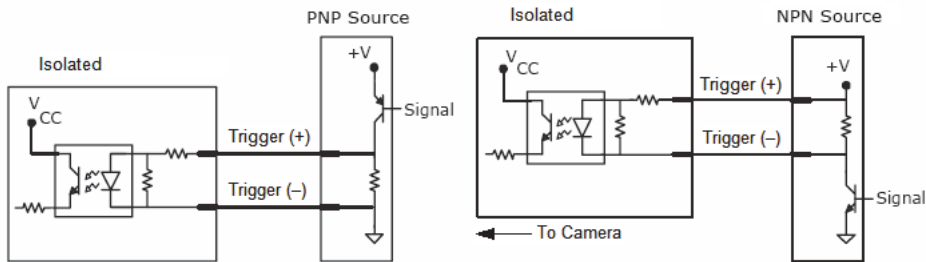 PNP Source
+V
Isolated
V
CC
Trigger (+)
Signal
Trigger (–)
Isolated
NPN Source
V
CC
+V
Trigger (+)
Trigger (–)
Signal
To Camera